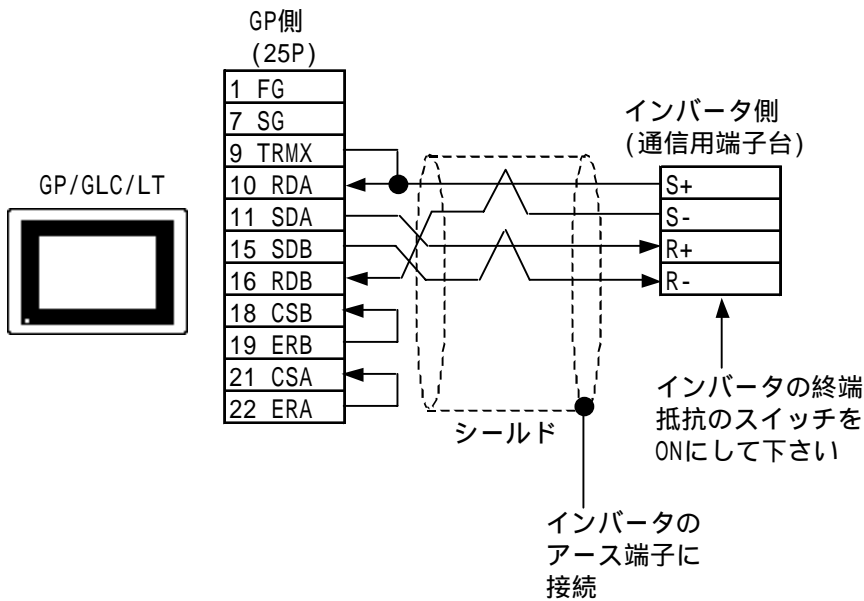 GP側
(25P)
1 FG
7 SG
9 TRMX
10 RDA
11 SDA
15 SDB
16 RDB
18 CSB
19 ERB
21 CSA
22 ERA
GP/GLC/LT
シールド
インバータ側
(通信用端子台)
S+
S-
R+
R-
インバータの終端
抵抗のスイッチを
ONにして下さい
インバータの
アース端子に
接続